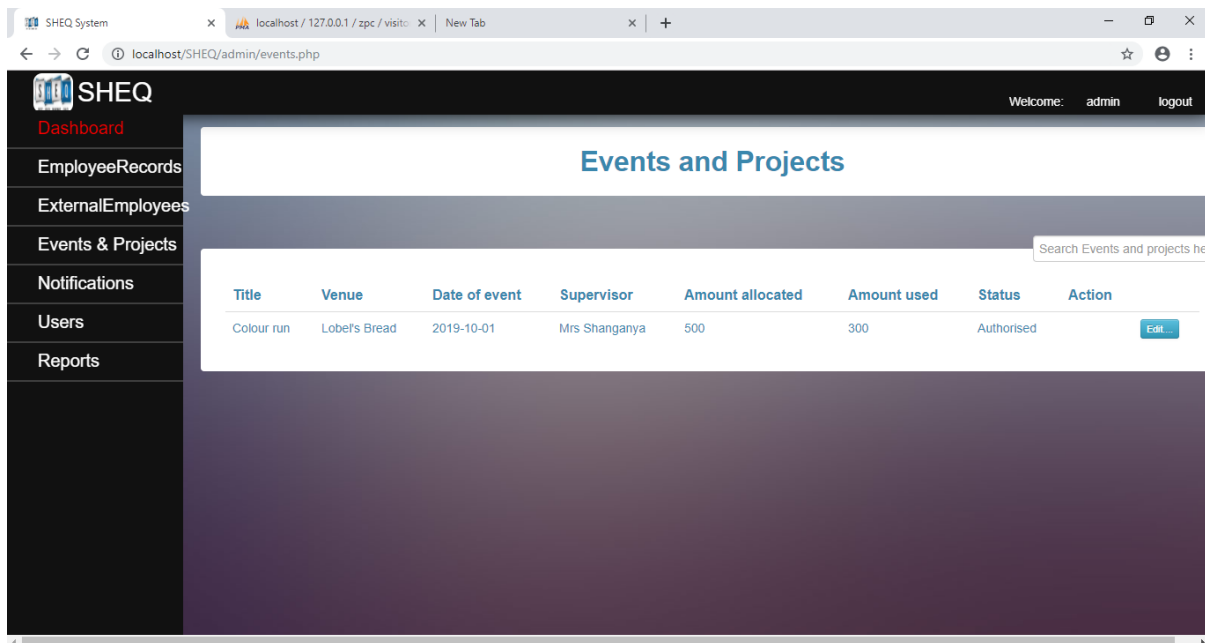 SHEQ System
localhost / 127.0.0.1 / zpc / visito
New Tab
localhost/SHEQ/admin/events.php
SHEQ
Welcome: admin logout
Dashboard
EmployeeRecords
ExternalEmployees
Events & Projects
Notifications
Users
Reports
Events and Projects
Search Events and projects he
Title Venue Date of event Supervisor Amount allocated Amount used Status Action
Colour run Lobel's Bread 2019-10-01 Mrs Shanganya 500 300 Authorised Edit...